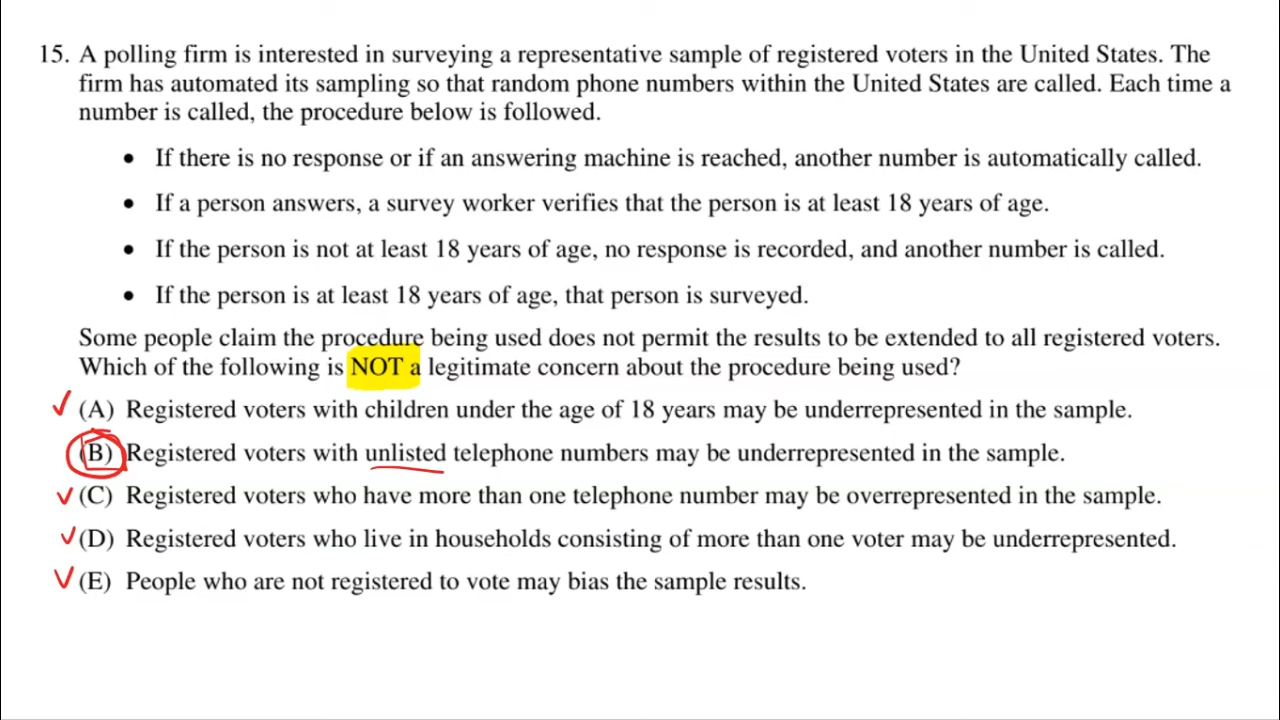 15. A polling firm is interested in surveying a representative sample of registered voters in the United States. The
firm has automated its sampling so that random phone numbers within the United States are called. Each time a
number is called, the procedure below is followed.
• If there is no response or if an answering machine is reached, another number is automatically called.
• If a person answers, a survey worker verifies that the person is at least 18 years of age.
• If the person is not at least 18 years of age, no response is recorded, and another number is called.
• If the person is at least 18 years of age, that person is surveyed.
Some people claim the procedure being used does not permit the results to be extended to all registered voters.
Which of the following is NOT a legitimate concern about the procedure being used?
(A) Registered voters with children under the age of 18 years may be underrepresented in the sample.
(B) Registered voters with unlisted telephone numbers may be underrepresented in the sample.
(C) Registered voters who have more than one telephone number may be overrepresented in the sample.
(D) Registered voters who live in households consisting of more than one voter may be underrepresented.
(E) People who are not registered to vote may bias the sample results.